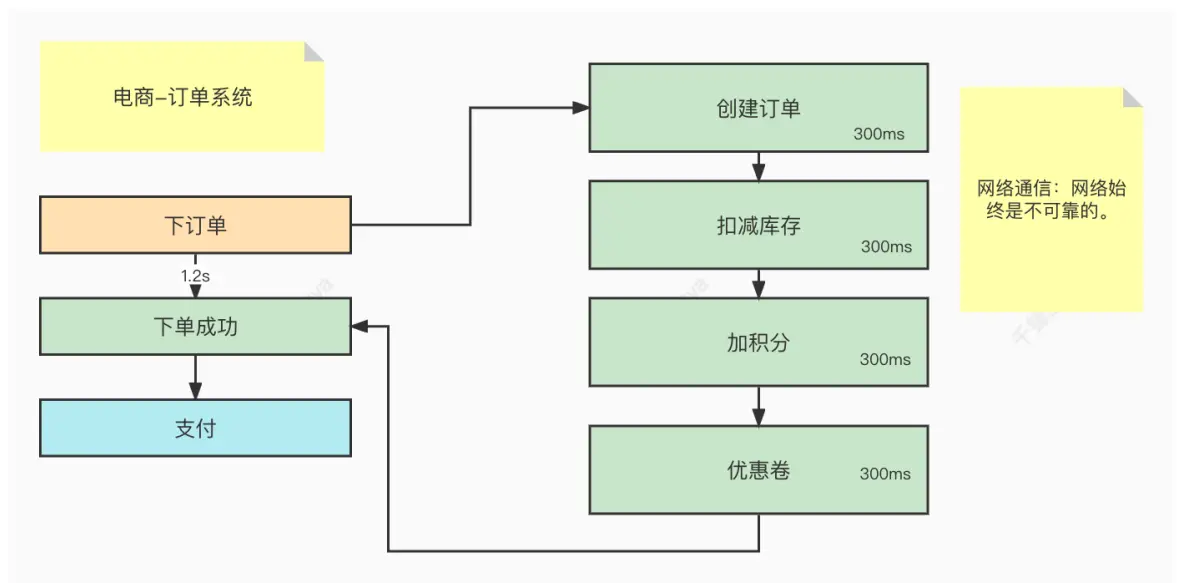 电商-订单系统
下订单
1.2s
下单成功
支付
创建订单
300ms
扣减库存
300ms
加积分
300ms
优惠卷
300ms
网络通信：网络始
终是不可靠的。